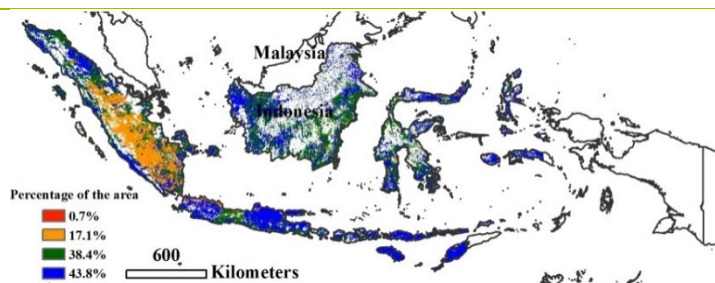 Malaysia
Indonesia
Percentage of the area
0.7%
17.1%
38.4%
43.8%
600
Kilometers